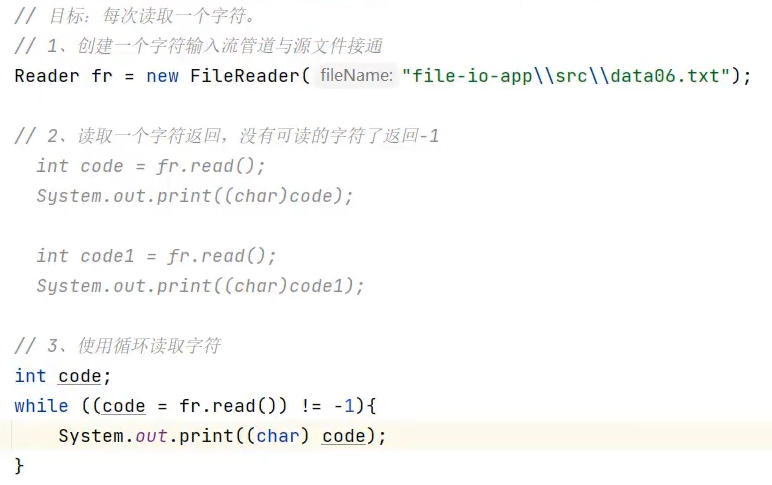 // 目标：每次读取一个字符。
// 1、创建一个字符输入流管道与源文件接通
Reader fr = new FileReader( fileName: "file-io-app\\src\\data06.txt");
// 2、读取一个字符返回，没有可读的字符了返回-1
int code = fr.read();
System.out.print((char)code);
int code1 = fr.read();
System.out.print((char)code1);
// 3、使用循环读取字符
int code;
while ((code = fr.read()) != -1){
System.out.print((char) code);
}